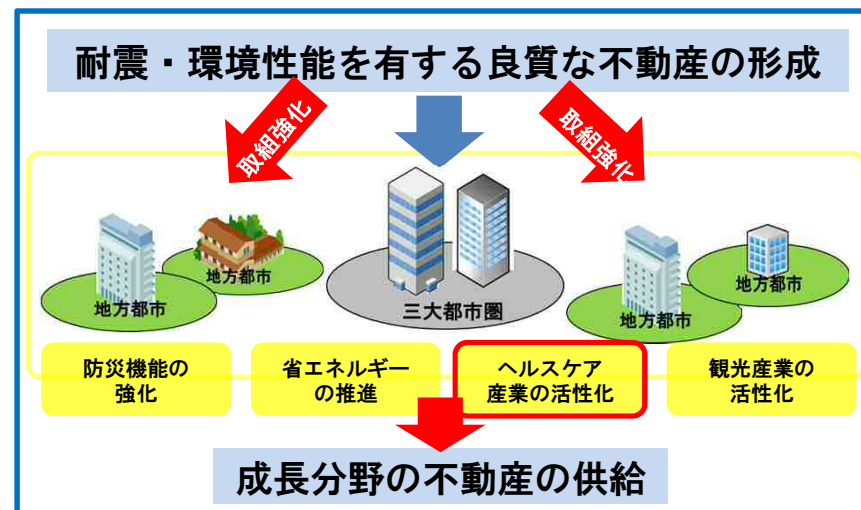 耐震・環境性能を有する良質な不動産の形成
取組強化
取組強化
地方都市
地方都市
三大都市圏
地方都市
地方都市
防災機能の
強化
省エネルギー
の推進
ヘルスケア
産業の活性化
観光産業の
活性化
成長分野の不動産の供給